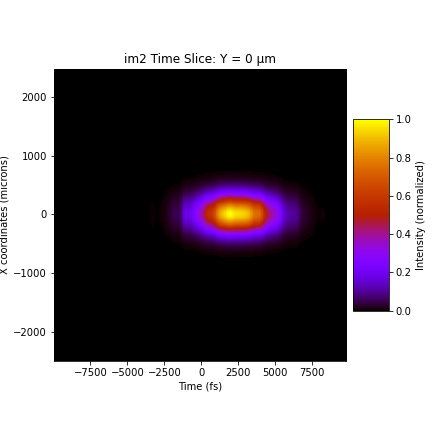 im2 Time Slice: Y = 0 μm
2000
1000
0
−1000
−2000
X coordinates (microns)
−7500 −5000 −2500 0 2500 5000 7500
Time (fs)
1.0
0.8
0.6
0.4
0.2
0.0
Intensity (normalized)